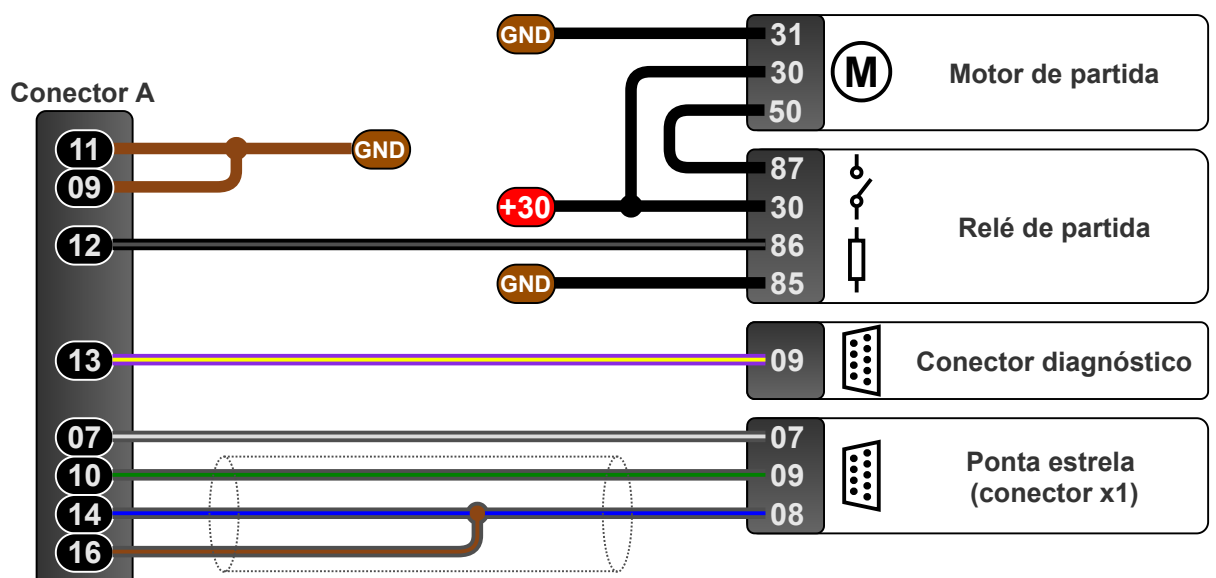 GND
31
30
50
M
Motor de partida
Conector A
11
09
GND
87
+30
30
12
86
GND
85
Relé de partida
13
09
Conector diagnóstico
07
07
10
09
14
08
16
Ponta estrela
(conector x1)